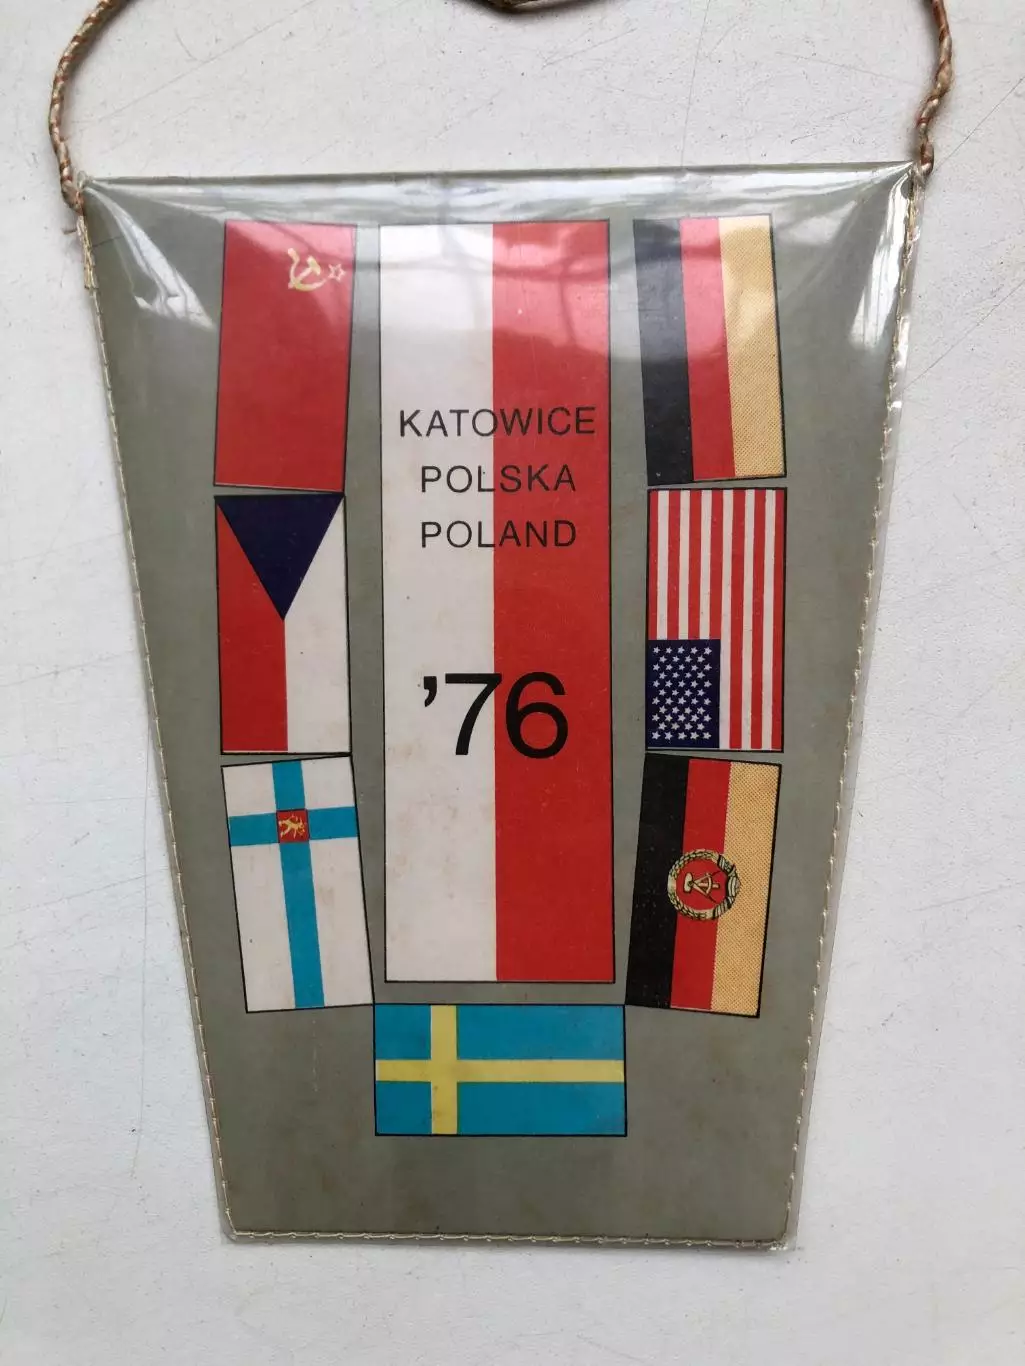 KATOWICE
POLSKA
POLAND
'76